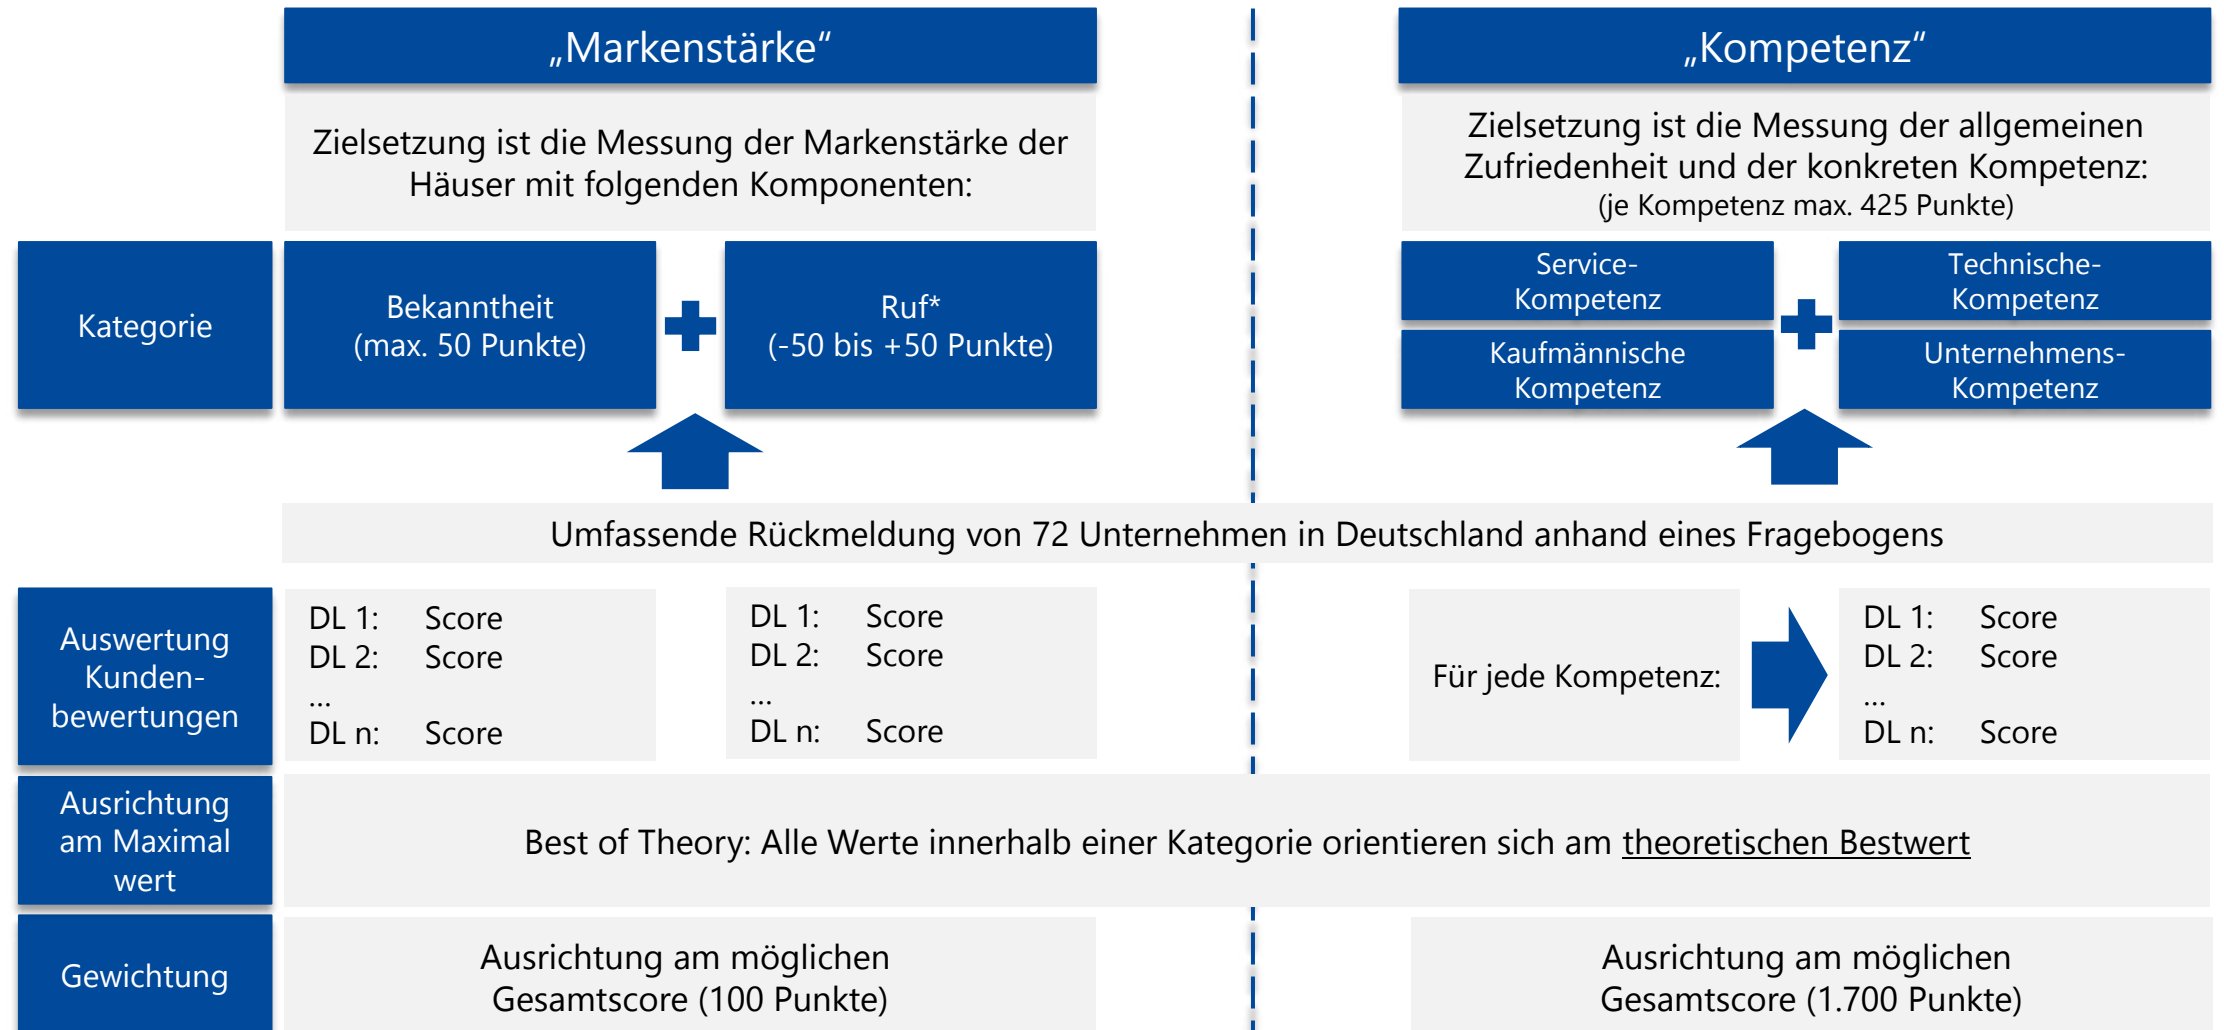 „Markenstärke“
„Kompetenz“
Zielsetzung ist die Messung der Markenstärke der
Häuser mit folgenden Komponenten:
Zielsetzung ist die Messung der allgemeinen
Zufriedenheit und der konkreten Kompetenz:
(je Kompetenz max. 425 Punkte)
Kategorie
Bekanntheit
(max. 50 Punkte)
Ruf*
(-50 bis +50 Punkte)
Service-
Kompetenz
Technische-
Kompetenz
Kaufmännische
Kompetenz
Unternehmens-
Kompetenz
Umfassende Rückmeldung von 72 Unternehmen in Deutschland anhand eines Fragebogens
Auswertung
Kunden-
bewertungen
DL 1: Score
DL 2: Score
...
DL n: Score
DL 1: Score
DL 2: Score
...
DL n: Score
Für jede Kompetenz:
DL 1: Score
DL 2: Score
...
DL n: Score
Ausrichtung
am Maximal
wert
Best of Theory: Alle Werte innerhalb einer Kategorie orientieren sich am theoretischen Bestwert
Gewichtung
Ausrichtung am möglichen
Gesamtscore (100 Punkte)
Ausrichtung am möglichen
Gesamtscore (1.700 Punkte)